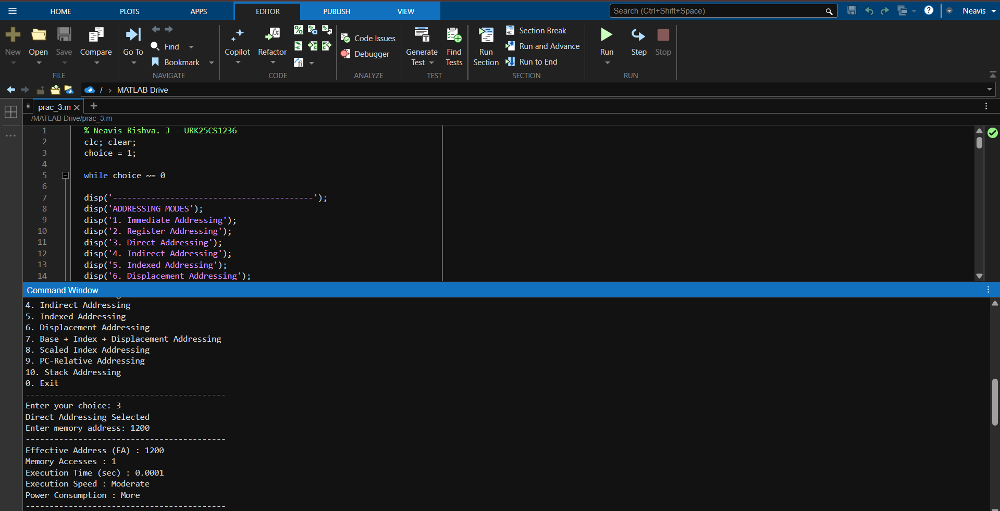 HOME PLOTS APPS EDITOR PUBLISH VIEW Search (Ctrl+Shift+Space) Neavis
New Open Save Compare Go To Find Bookmark Copilot Refactor Code Issues Debugger Generate Test Find Tests Run Section Section Break Run and Advance Run to End Run Step Stop
FILE NAVIGATE CODE ANALYZE TEST SECTION RUN
/ › MATLAB Drive
prac_3.m
/MATLAB Drive/prac_3.m
1 % Neavis Rishva. J - URK25CS1236
2 clc; clear;
3 choice = 1;
4
5 while choice ~= 0
6
7 disp('------------------------------------------');
8 disp('ADDRESSING MODES');
9 disp('1. Immediate Addressing');
10 disp('2. Register Addressing');
11 disp('3. Direct Addressing');
12 disp('4. Indirect Addressing');
13 disp('5. Indexed Addressing');
14 disp('6. Displacement Addressing');
Command Window
4. Indirect Addressing
5. Indexed Addressing
6. Displacement Addressing
7. Base + Index + Displacement Addressing
8. Scaled Index Addressing
9. PC-Relative Addressing
10. Stack Addressing
0. Exit
------------------------------------------
Enter your choice: 3
Direct Addressing Selected
Enter memory address: 1200
------------------------------------------
Effective Address (EA) : 1200
Memory Accesses : 1
Execution Time (sec) : 0.0001
Execution Speed : Moderate
Power Consumption : More
------------------------------------------